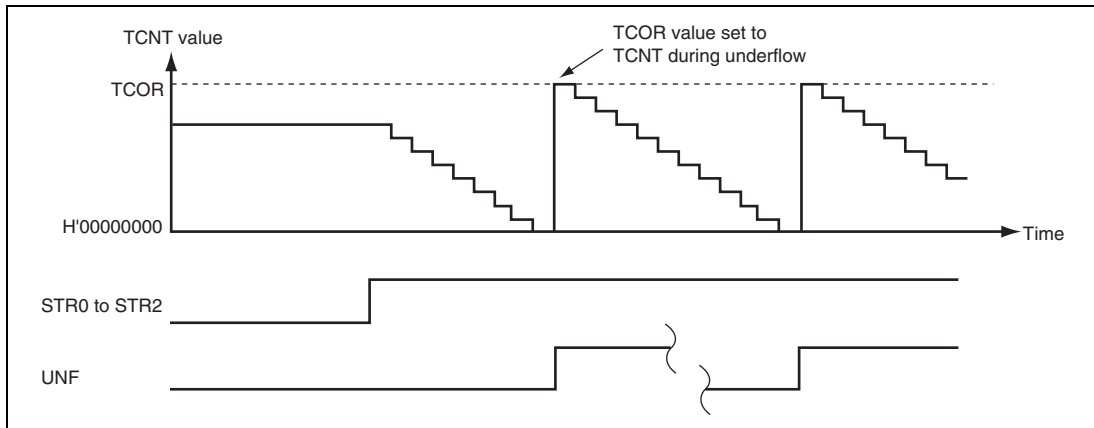 TCNT value
TCOR value set to
TCNT during underflow
TCOR
H'00000000
Time
STR0 to STR2
UNF